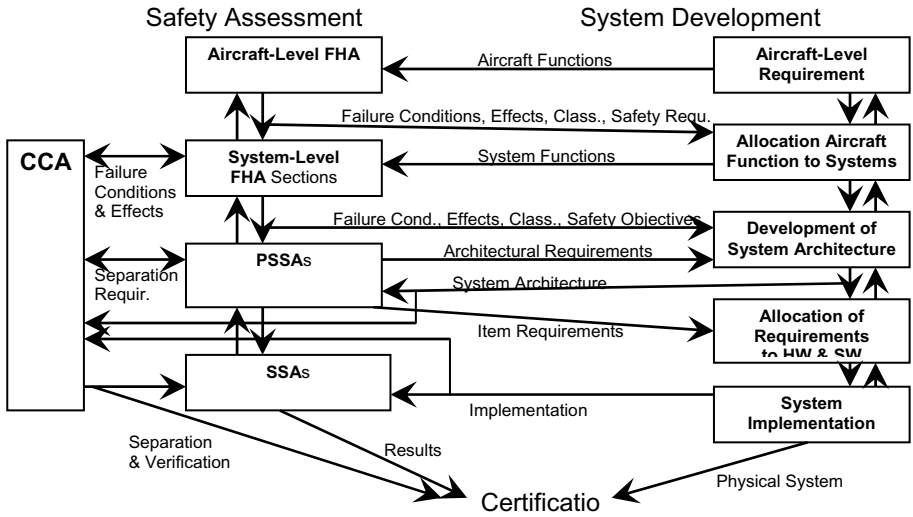 Safety Assessment
System Development
Aircraft-Level FHA
Aircraft Functions
Aircraft-Level
Requirement
Failure Conditions, Effects, Class., Safety Requ.
CCA
Failure
Conditions
& Effects
System-Level
FHA Sections
System Functions
Allocation Aircraft
Function to Systems
Failure Cond., Effects, Class., Safety Objectives
Development of
System Architecture
Separation
Requir.
PSSAs
Architectural Requirements
System Architecture
Item Requirements
Allocation of
Requirements
to HW & SW
SSAs
Implementation
System
Implementation
Separation
& Verification
Results
Physical System
Certificatio